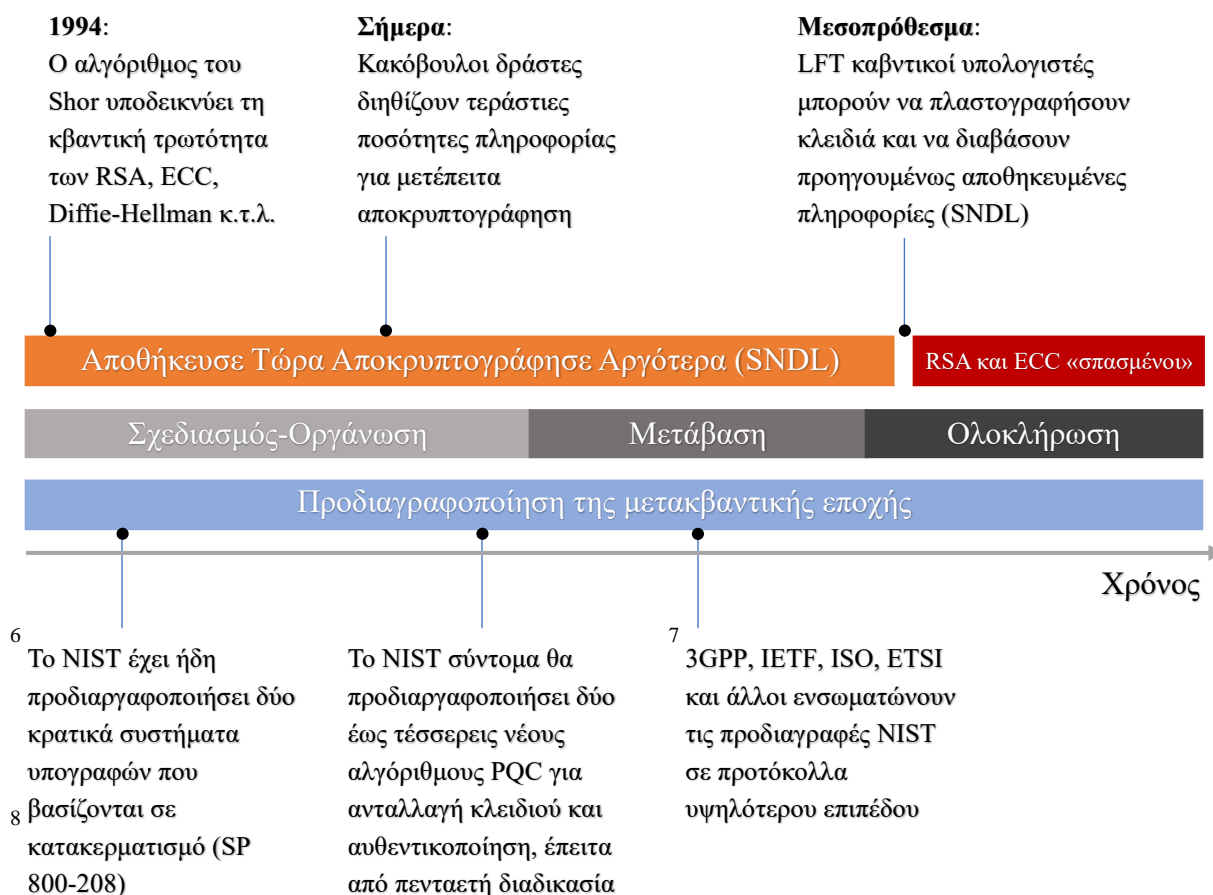 1994:
Ο αλγόριθμος του
Shor υποδεικνύει τη
κβαντική τρωτότητα
των RSA, ECC,
Diffie-Hellman κ.τ.λ.
Σήμερα:
Κακόβουλοι δράστες
διηθίζουν τεράστιες
ποσότητες πληροφορίας
για μετέπειτα
αποκρυπτογράφηση
Μεσοπρόθεσμα:
LFT καβντικοί υπολογιστές
μπορούν να πλαστογραφήσουν
κλειδιά και να διαβάσουν
προηγουμένως αποθηκευμένες
πληροφορίες (SNDL)
Αποθήκευσε Τώρα Αποκρυπτογράφησε Αργότερα (SNDL)
RSA και ECC «σπασμένοι»
Σχεδιασμός-Οργάνωση
Μετάβαση
Ολοκλήρωση
Προδιαγραφοποίηση της μετακβαντικής εποχής
Χρόνος
6
Το NIST έχει ήδη
προδιαργαφοποιήσει δύο
κρατικά συστήματα
υπογραφών που
βασίζονται σε
8
κατακερματισμό (SP
800-208)
Το NIST σύντομα θα
προδιαργαφοποιήσει δύο
έως τέσσερεις νέους
αλγόριθμους PQC για
ανταλλαγή κλειδιού και
αυθεντικοποίηση, έπειτα
από πενταετή διαδικασία
7
3GPP, IETF, ISO, ETSI
και άλλοι ενσωματώνουν
τις προδιαγραφές NIST
σε προτόκολλα
υψηλότερου επιπέδου